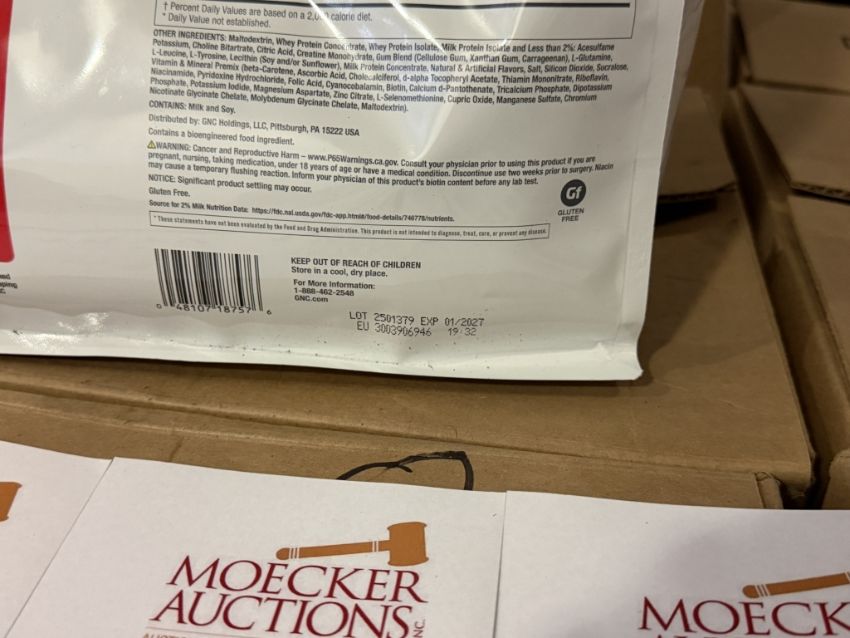 † Percent Daily Values are based on a 2,000 calorie diet.
* Daily Value not established.
OTHER INGREDIENTS: Maltodextrin, Whey Protein Concentrate, Whey Protein Isolate, Milk Protein Isolate and Less than 2%: Acesulfame
Potassium, Choline Bitartrate, Citric Acid, Creatine Monohydrate, Gum Blend (Cellulose Gum, Xanthan Gum, Carrageenan), L-Glutamine,
L-Leucine, L-Tyrosine, Lecithin (Soy and/or Sunflower), Milk Protein Concentrate, Natural & Artificial Flavors, Salt, Silicon Dioxide, Sucralose,
Vitamin & Mineral Premix (beta-Carotene, Ascorbic Acid, Cholecalciferol, d-alpha Tocopheryl Acetate, Thiamin Mononitrate, Riboflavin,
Niacinamide, Pyridoxine Hydrochloride, Folic Acid, Cyanocobalamin, Biotin, Calcium d-Pantothenate, Tricalcium Phosphate, Dipotassium
Phosphate, Potassium Iodide, Magnesium Aspartate, Zinc Citrate, L-Selenomethionine, Cupric Oxide, Manganese Sulfate, Chromium
Nicotinate Glycinate Chelate, Molybdenum Glycinate Chelate, Maltodextrin).
CONTAINS: Milk and Soy.
Distributed by: GNC Holdings, LLC, Pittsburgh, PA 15222 USA
Contains a bioengineered food ingredient.
⚠WARNING: Cancer and Reproductive Harm – www.P65Warnings.ca.gov. Consult your physician prior to using this product if you are
pregnant, nursing, taking medication, under 18 years of age or have a medical condition. Discontinue use two weeks prior to surgery. Niacin
may cause a temporary flushing reaction. Inform your physician of this product's biotin content before any lab test.
NOTICE: Significant product settling may occur.
Gluten Free.
Gf
GLUTEN
FREE
Source for 2% Milk Nutrition Data: https://fdc.nal.usda.gov/fdc-app.html#/food-details/746778/nutrients.
* These statements have not been evaluated by the Food and Drug Administration. This product is not intended to diagnose, treat, cure, or prevent any disease.
KEEP OUT OF REACH OF CHILDREN
Store in a cool, dry place.
For More Information:
1-888-462-2548
GNC.com
0 48107 18757 6
LOT 2501379 EXP 01/2027
EU 3003906946 19:32
MOECKER
AUCTIONS INC.
MOECK